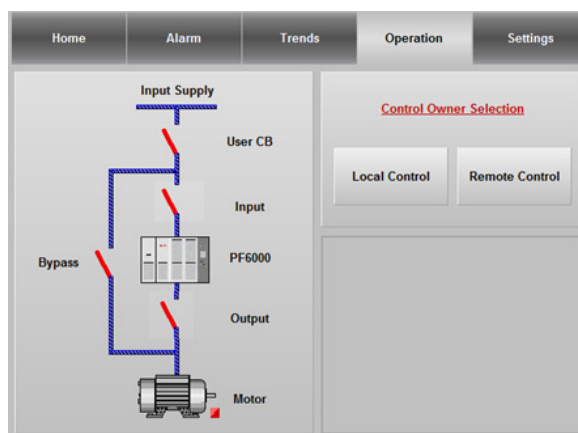 Home Alarm Trends Operation Settings
Input Supply
Control Owner Selection
User CB
Local Control Remote Control
Input
Bypass
PF6000
Output
Motor